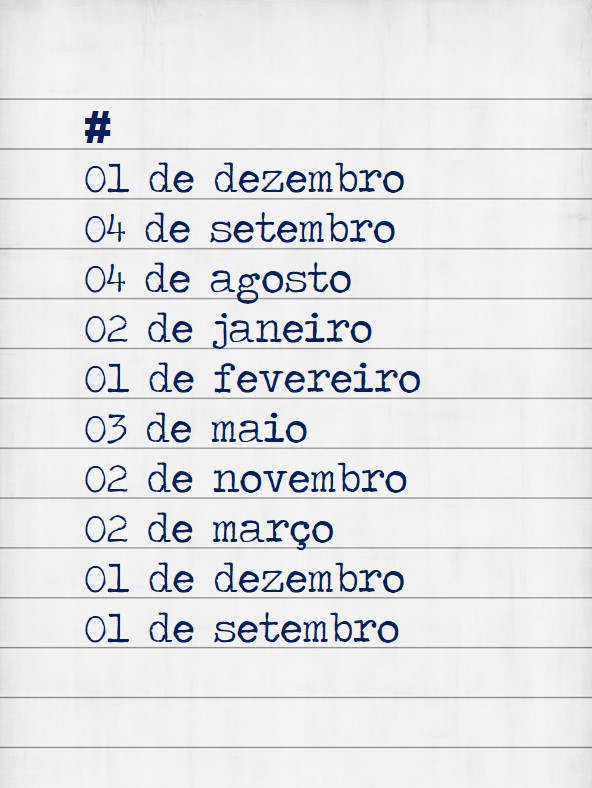 #
01 de dezembro
04 de setembro
04 de agosto
02 de janeiro
01 de fevereiro
03 de maio
02 de novembro
02 de março
01 de dezembro
01 de setembro